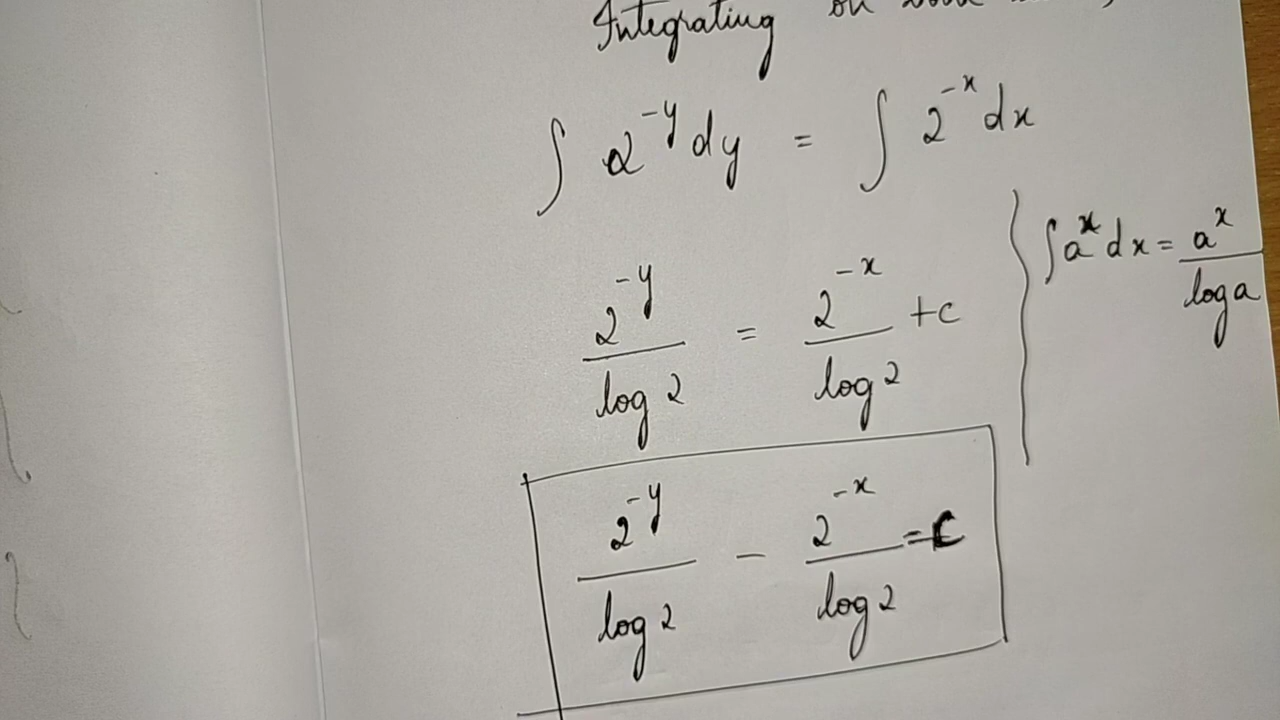 Integrating on
∫ 2^{-y} dy = ∫ 2^{-x} dx
2^{-y}/log 2 = 2^{-x}/log 2 + c
∫ a^x dx = a^x/log a
2^{-y}/log 2 - 2^{-x}/log 2 = C